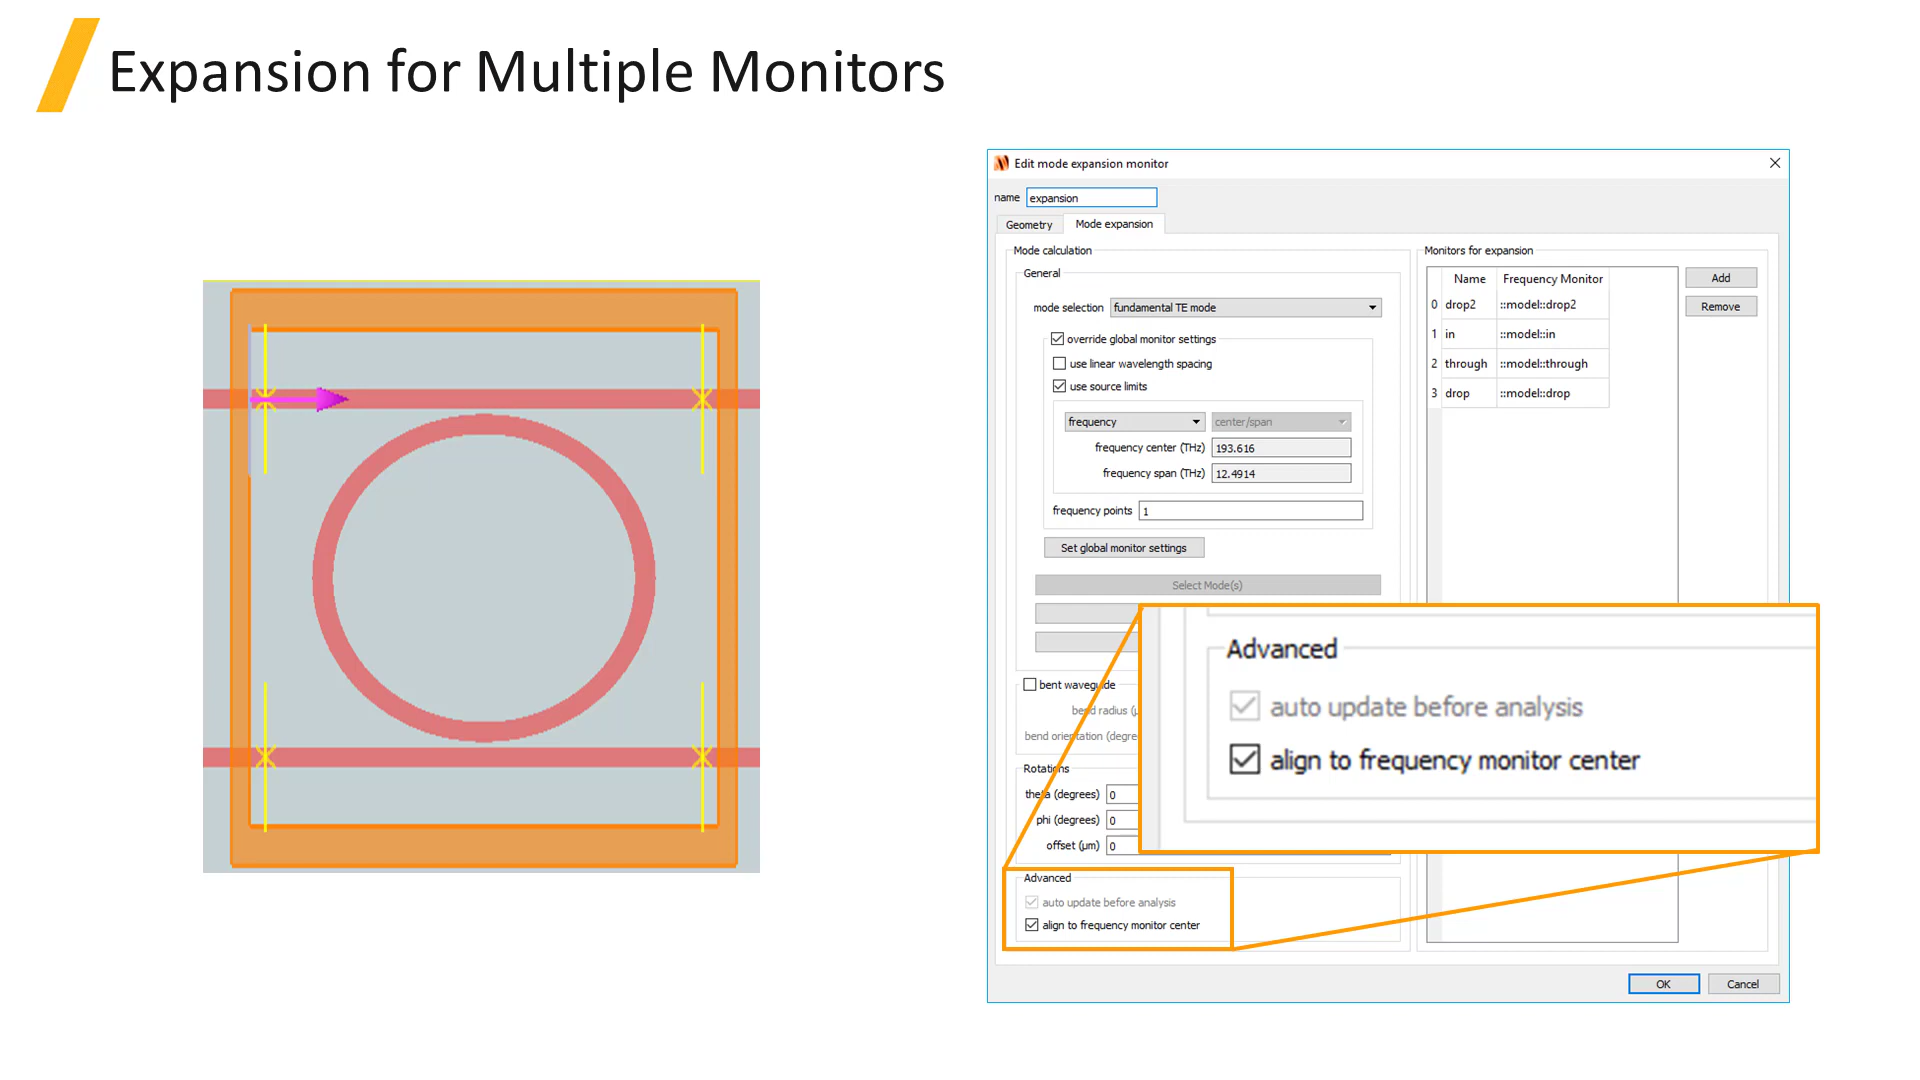 Expansion for Multiple Monitors
Edit mode expansion monitor
name expansion
Geometry Mode expansion
Mode calculation
General
mode selection fundamental TE mode
override global monitor settings
use linear wavelength spacing
use source limits
frequency center/span
frequency center (THz) 193.616
frequency span (THz) 12.4914
frequency points 1
Set global monitor settings
Select Mode(s)
bent waveguide
bend radius (μ
bend orientation (degre
Rotations
theta (degrees) 0
phi (degrees) 0
offset (μm) 0
Advanced
auto update before analysis
align to frequency monitor center
Monitors for expansion
Name Frequency Monitor
0 drop2 ::model::drop2
1 in ::model::in
2 through ::model::through
3 drop ::model::drop
Add
Remove
Advanced
auto update before analysis
align to frequency monitor center
OK Cancel